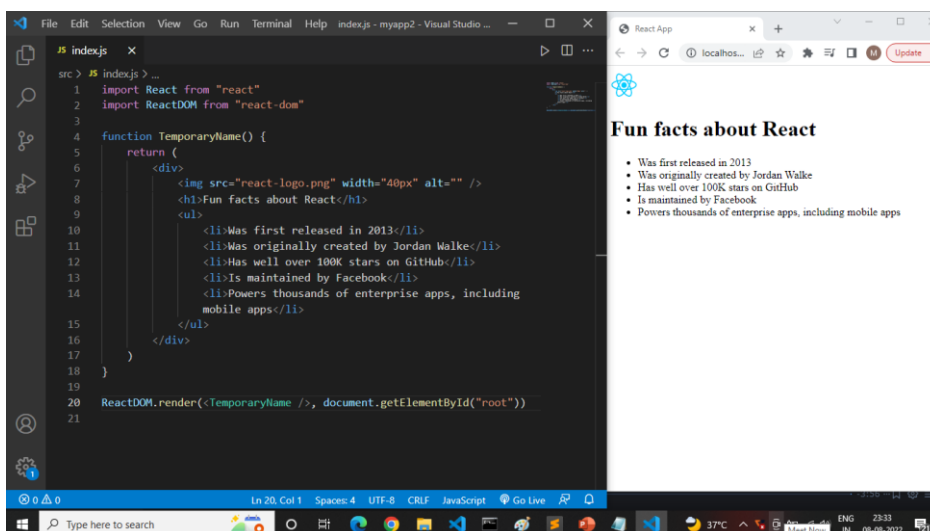 File Edit Selection View Go Run Terminal Help index.js - myapp2 - Visual Studio ...
JS index.js
src > JS index.js > ...
1 import React from "react"
2 import ReactDOM from "react-dom"
3
4 function TemporaryName() {
5 return (
6 <div>
7 <img src="react-logo.png" width="40px" alt="" />
8 <h1>Fun facts about React</h1>
9 <ul>
10 <li>Was first released in 2013</li>
11 <li>Was originally created by Jordan Walke</li>
12 <li>Has well over 100K stars on GitHub</li>
13 <li>Is maintained by Facebook</li>
14 <li>Powers thousands of enterprise apps, including
mobile apps</li>
15 </ul>
16 </div>
17 )
18 }
19
20 ReactDOM.render(<TemporaryName />, document.getElementById("root"))
21
1
0 0 Ln 20, Col 1 Spaces: 4 UTF-8 CRLF JavaScript Go Live
React App
localhos... M Update
Fun facts about React
• Was first released in 2013
• Was originally created by Jordan Walke
• Has well over 100K stars on GitHub
• Is maintained by Facebook
• Powers thousands of enterprise apps, including mobile apps
-3:56
Type here to search
37°C
Meet Now
ENG
IN
23:33
08-08-2022